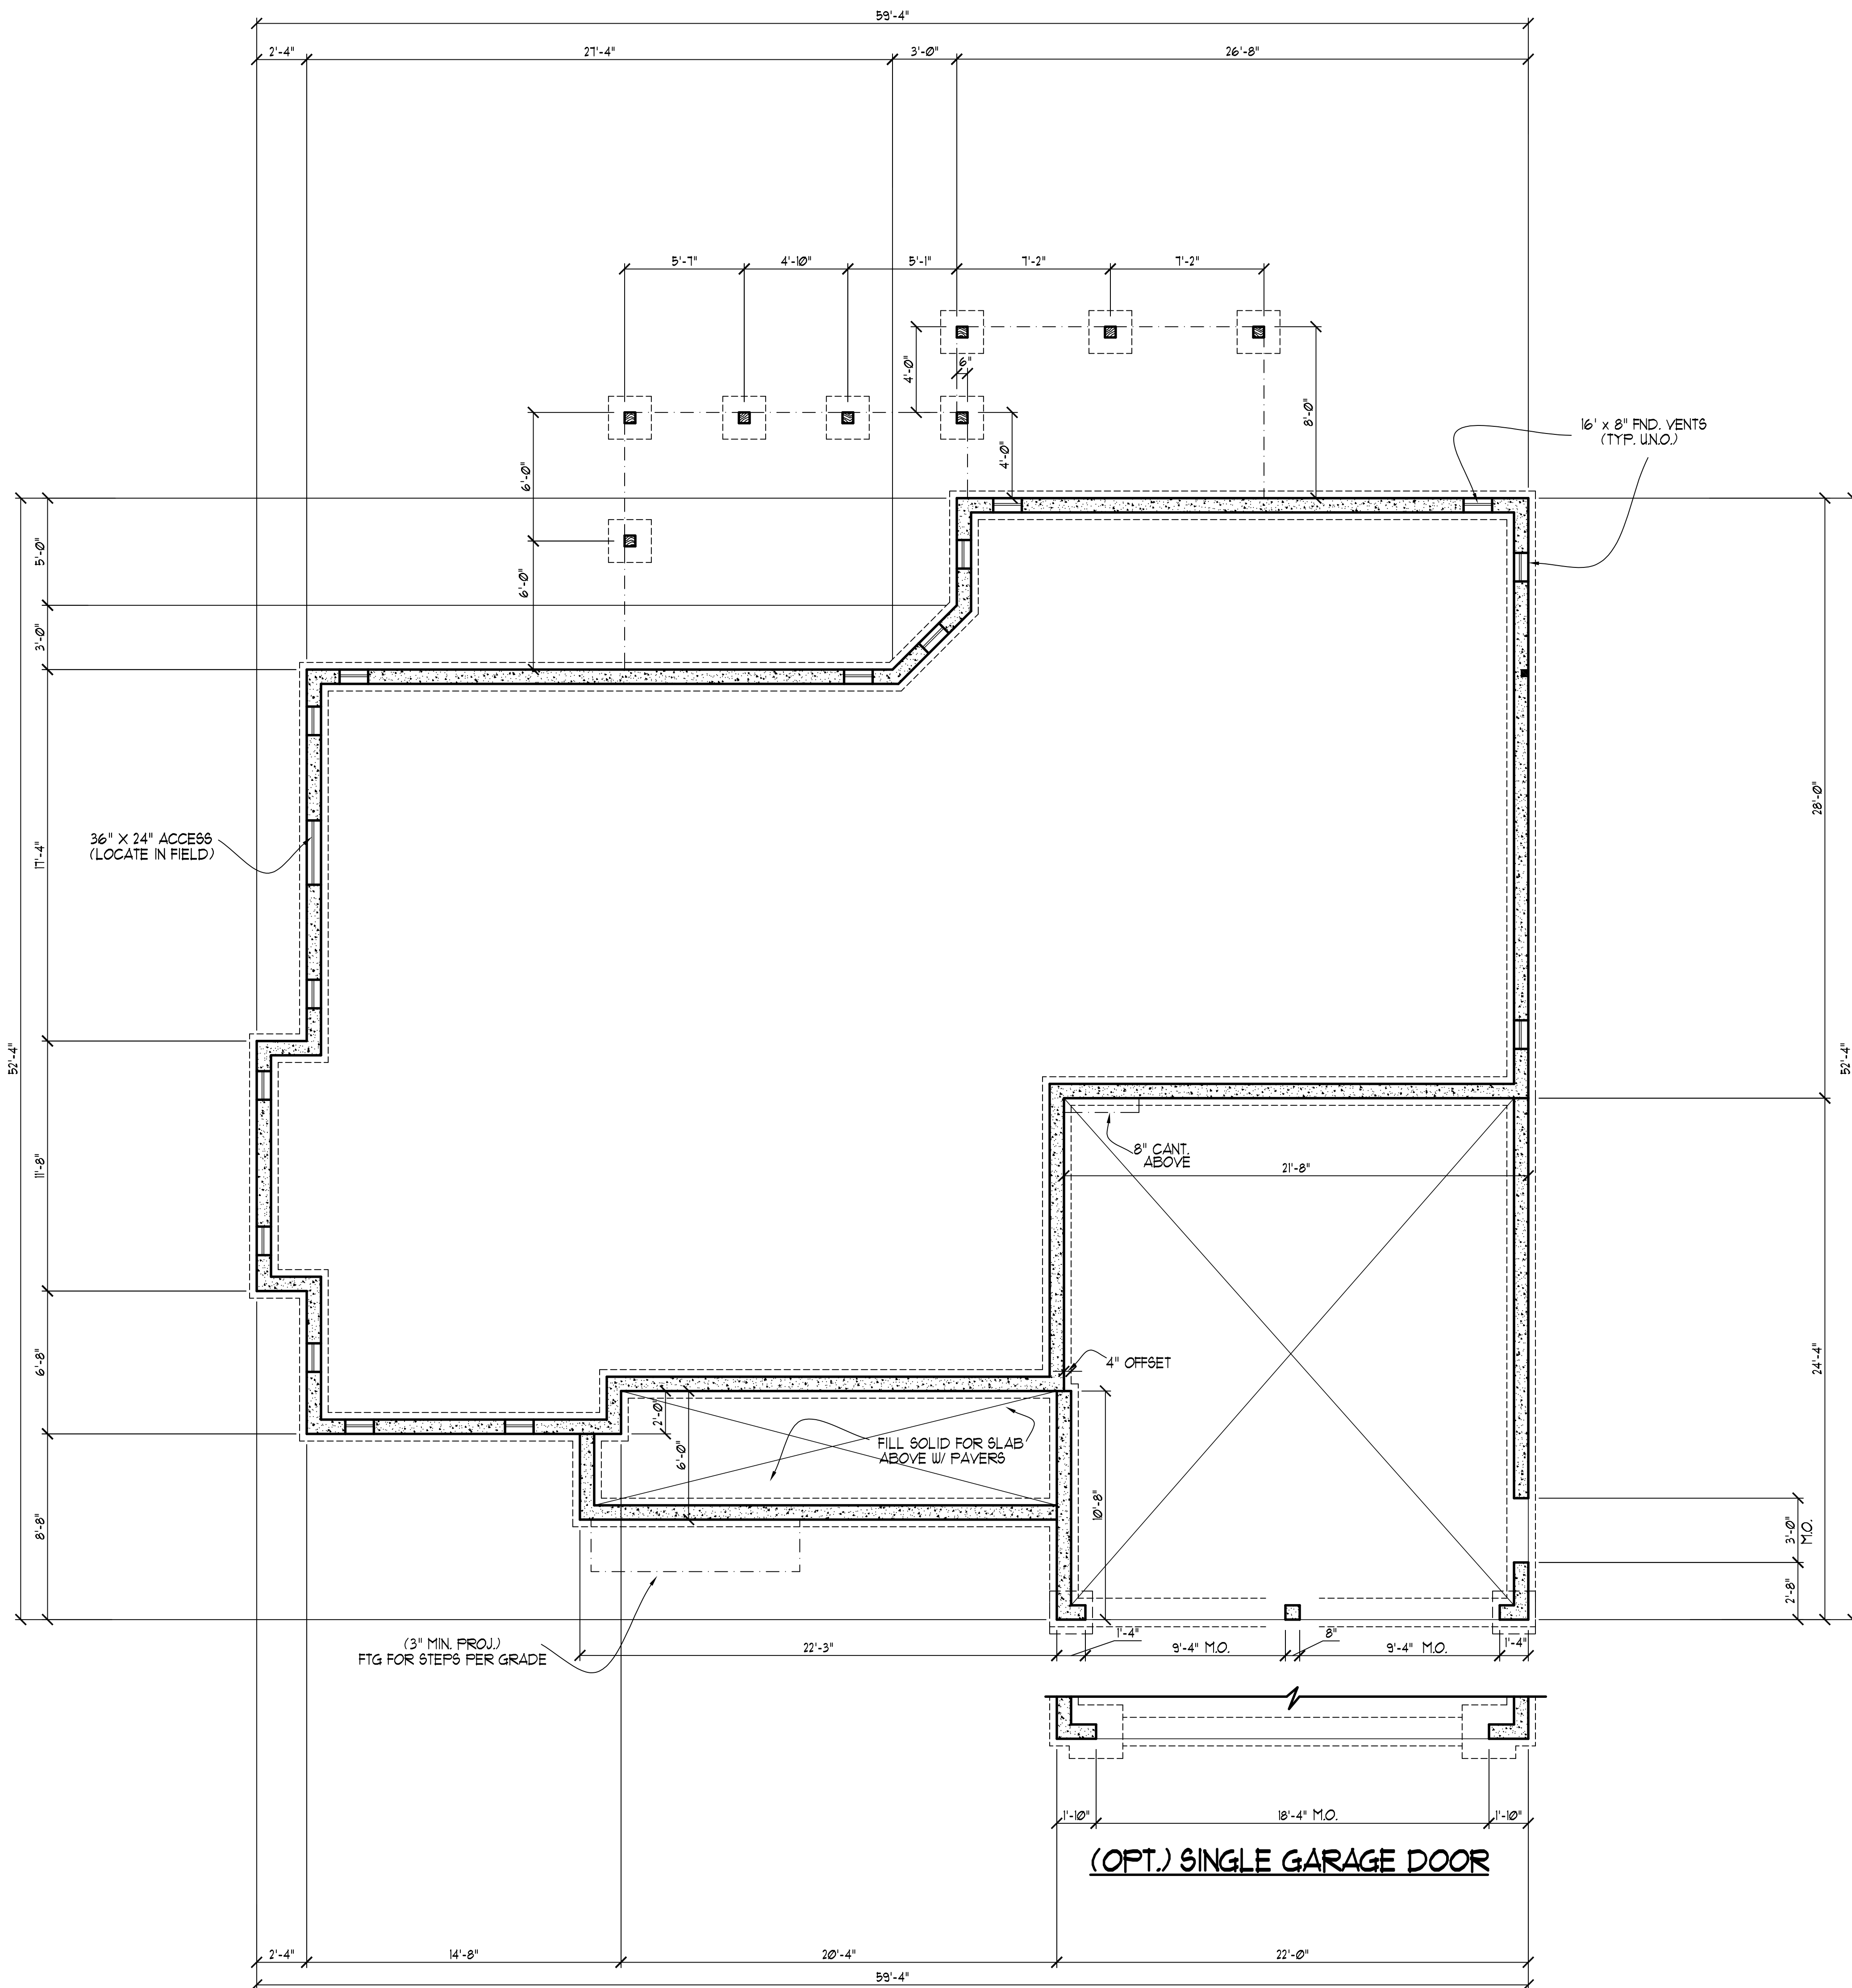 59'-4"
2'-4"
27'-4"
3'-0"
26'-8"
5'-7"
4'-10"
5'-1"
7'-2"
7'-2"
4'-0"
6"
8'-0"
4'-0"
6'-0"
6'-0"
16' x 8" FND. VENTS
(TYP. U.N.O.)
5'-0"
3'-0"
17'-4"
52'-4"
11'-8"
6'-8"
8'-8"
36" X 24" ACCESS
(LOCATE IN FIELD)
28'-0"
52'-4"
24'-4"
8" CANT.
ABOVE
21'-8"
4" OFFSET
2'-0"
6'-0"
FILL SOLID FOR SLAB
ABOVE W/ PAVERS
10'-8"
3'-0"
M.O.
2'-8"
(3" MIN. PROJ.)
FTG FOR STEPS PER GRADE
22'-3"
1'-4"
9'-4" M.O.
8"
9'-4" M.O.
1'-4"
1'-10"
18'-4" M.O.
1'-10"
(OPT.) SINGLE GARAGE DOOR
2'-4"
14'-8"
20'-4"
22'-0"
59'-4"